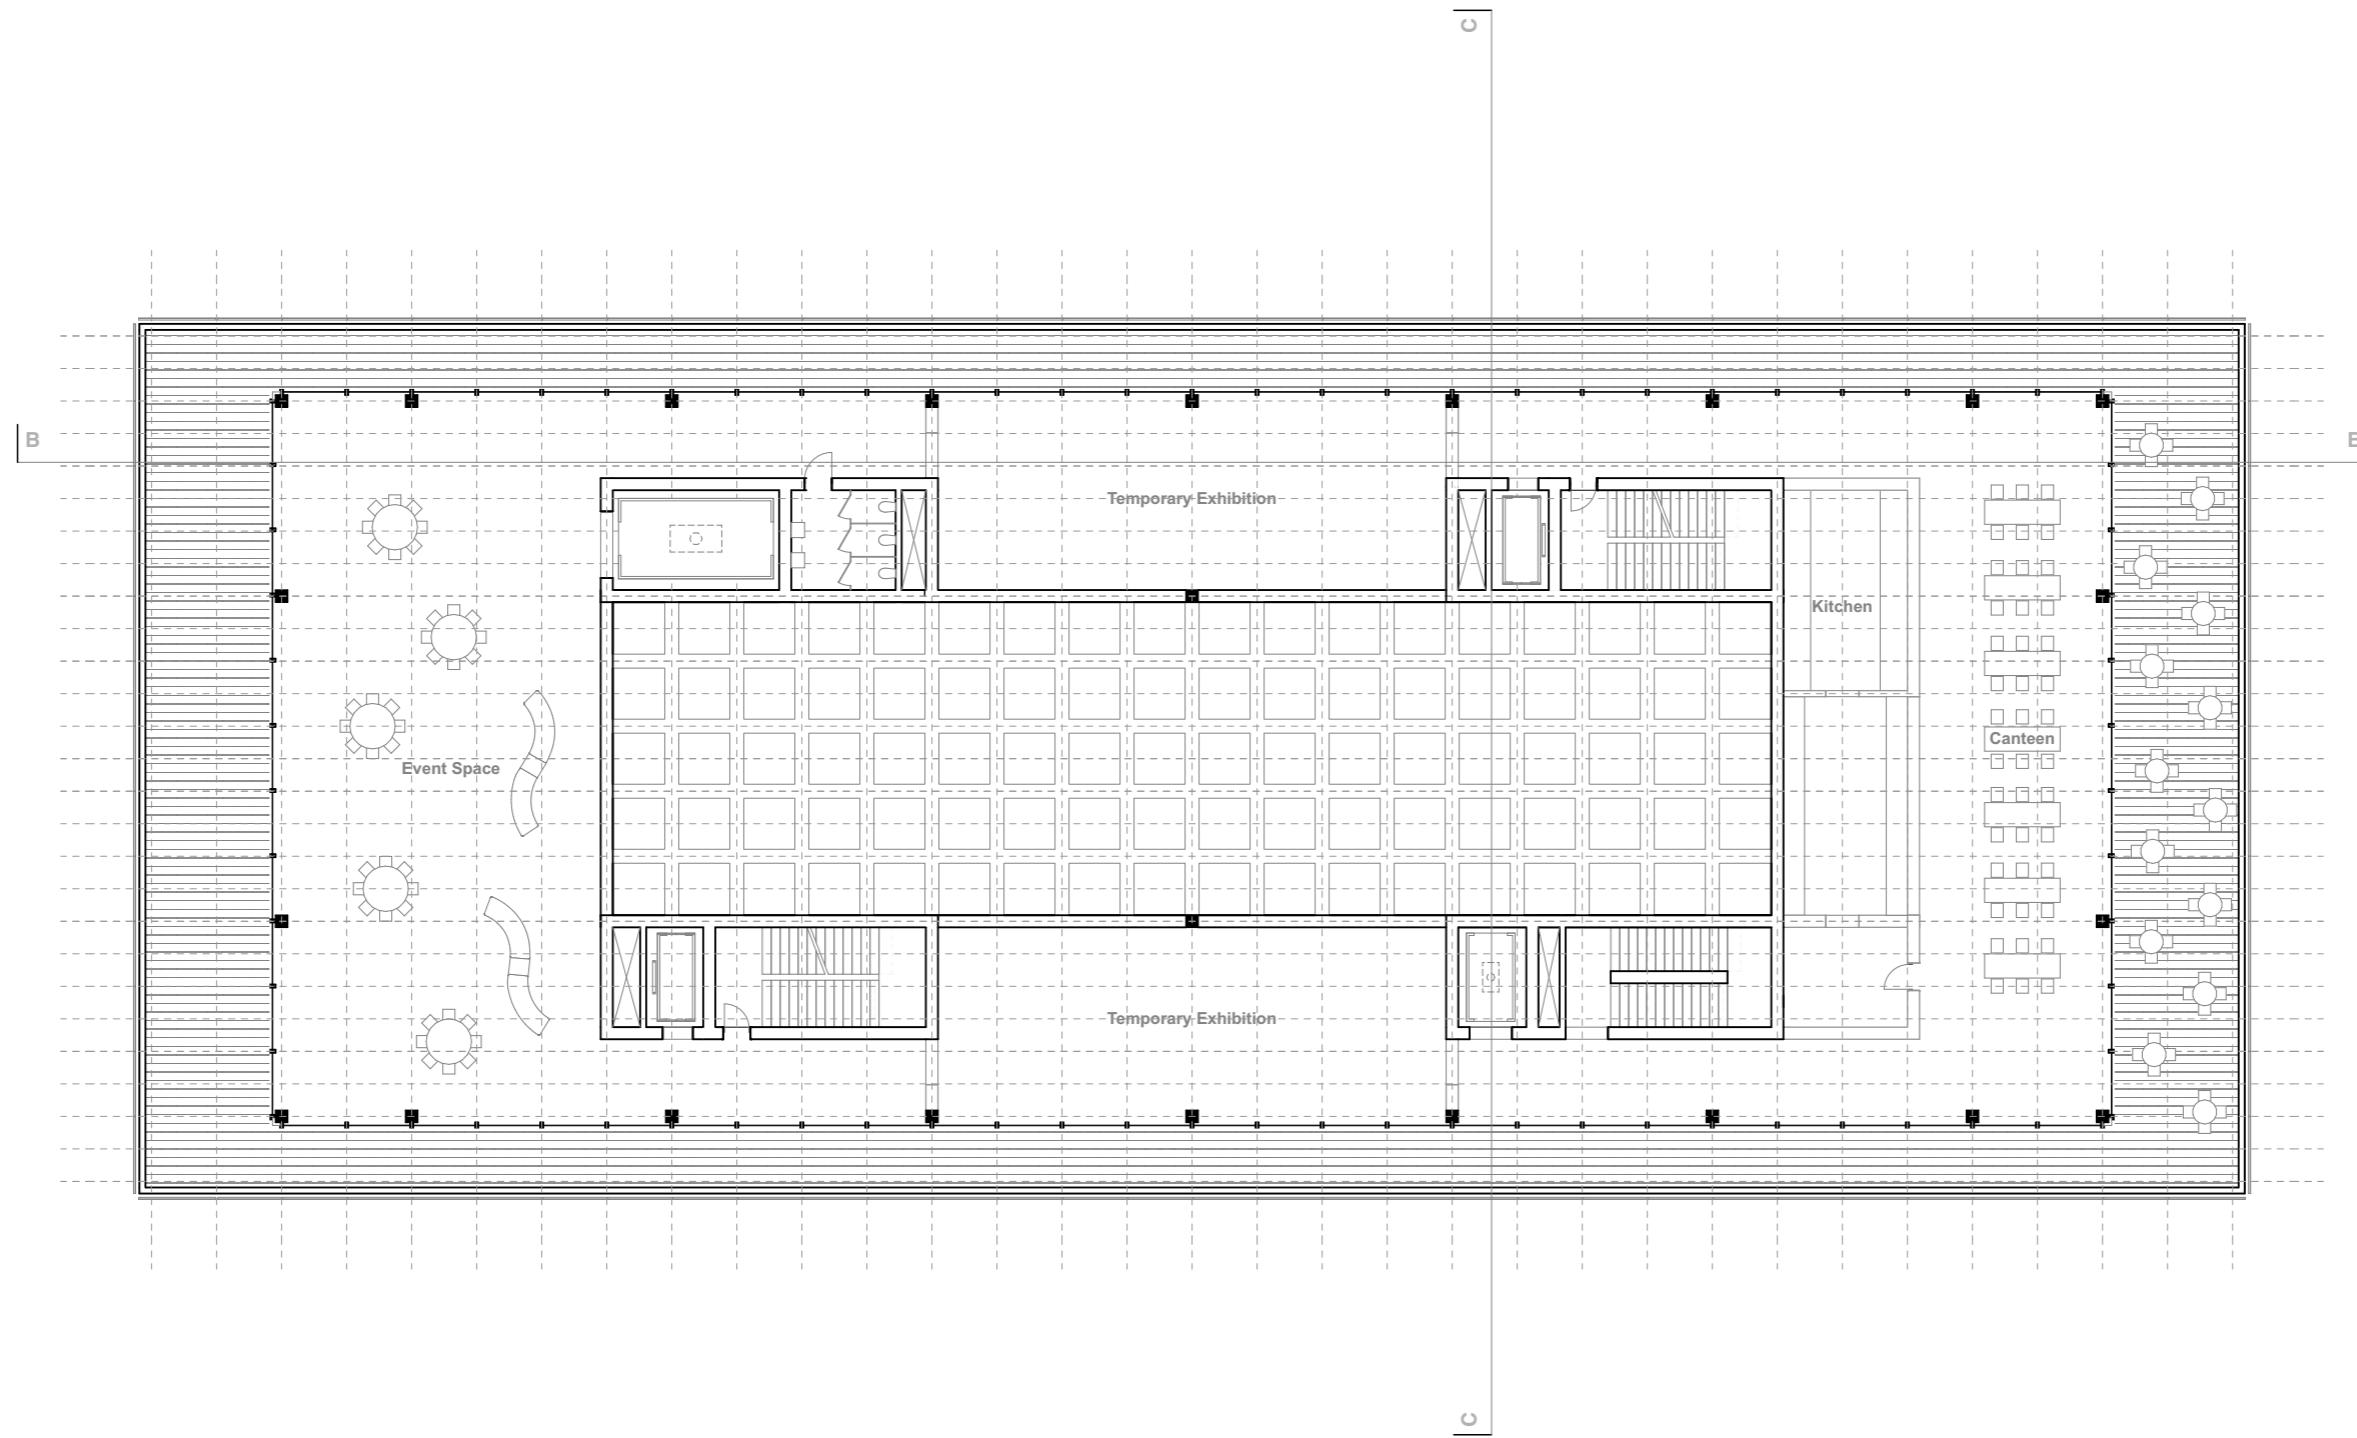 C
B
B
Temporary Exhibition
Kitchen
Canteen
Event Space
Temporary Exhibition
C